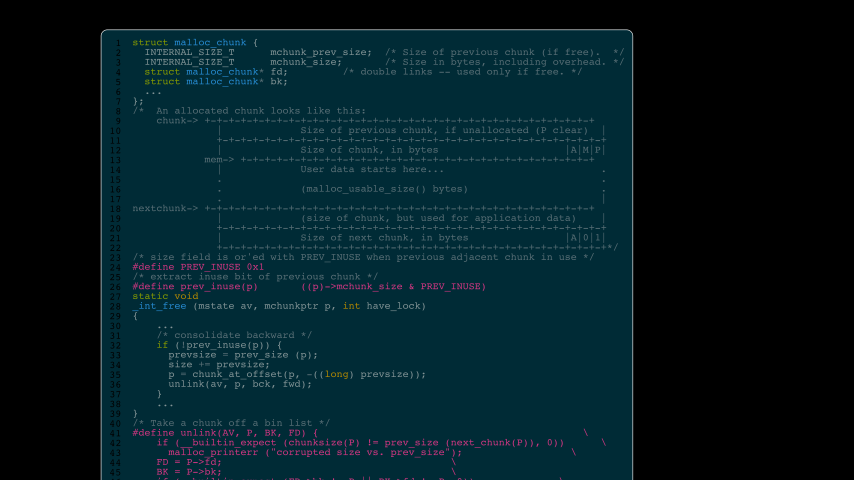 1 struct malloc_chunk {
2 INTERNAL_SIZE_T mchunk_prev_size; /* Size of previous chunk (if free). */
3 INTERNAL_SIZE_T mchunk_size; /* Size in bytes, including overhead. */
4 struct malloc_chunk* fd; /* double links -- used only if free. */
5 struct malloc_chunk* bk;
6 ...
7 };
8 /* An allocated chunk looks like this:
9 chunk-> +-+-+-+-+-+-+-+-+-+-+-+-+-+-+-+-+-+-+-+-+-+-+-+-+-+-+-+-+-+-+-+-+
10 | Size of previous chunk, if unallocated (P clear) |
11 +-+-+-+-+-+-+-+-+-+-+-+-+-+-+-+-+-+-+-+-+-+-+-+-+-+-+-+-+-+-+-+-+
12 | Size of chunk, in bytes |A|M|P|
13 mem-> +-+-+-+-+-+-+-+-+-+-+-+-+-+-+-+-+-+-+-+-+-+-+-+-+-+-+-+-+-+
14 | User data starts here... .
15 . .
16 . (malloc_usable_size() bytes) .
17 . |
18 nextchunk-> +-+-+-+-+-+-+-+-+-+-+-+-+-+-+-+-+-+-+-+-+-+-+-+-+-+-+-+-+-+-+-+-+
19 | (size of chunk, but used for application data) |
20 +-+-+-+-+-+-+-+-+-+-+-+-+-+-+-+-+-+-+-+-+-+-+-+-+-+-+-+-+-+-+-+-+
21 | Size of next chunk, in bytes |A|0|1|
22 +-+-+-+-+-+-+-+-+-+-+-+-+-+-+-+-+-+-+-+-+-+-+-+-+-+-+-+-+-+-+-+-+*/
23 /* size field is or'ed with PREV_INUSE when previous adjacent chunk in use */
24 #define PREV_INUSE 0x1
25 /* extract inuse bit of previous chunk */
26 #define prev_inuse(p) ((p)->mchunk_size & PREV_INUSE)
27 static void
28 _int_free (mstate av, mchunkptr p, int have_lock)
29 {
30 ...
31 /* consolidate backward */
32 if (!prev_inuse(p)) {
33 prevsize = prev_size (p);
34 size += prevsize;
35 p = chunk_at_offset(p, -((long) prevsize));
36 unlink(av, p, bck, fwd);
37 }
38 ...
39 }
40 /* Take a chunk off a bin list */
41 #define unlink(AV, P, BK, FD) { \
42 if (__builtin_expect (chunksize(P) != prev_size (next_chunk(P)), 0)) \
43 malloc_printerr ("corrupted size vs. prev_size"); \
44 FD = P->fd; \
45 BK = P->bk; \